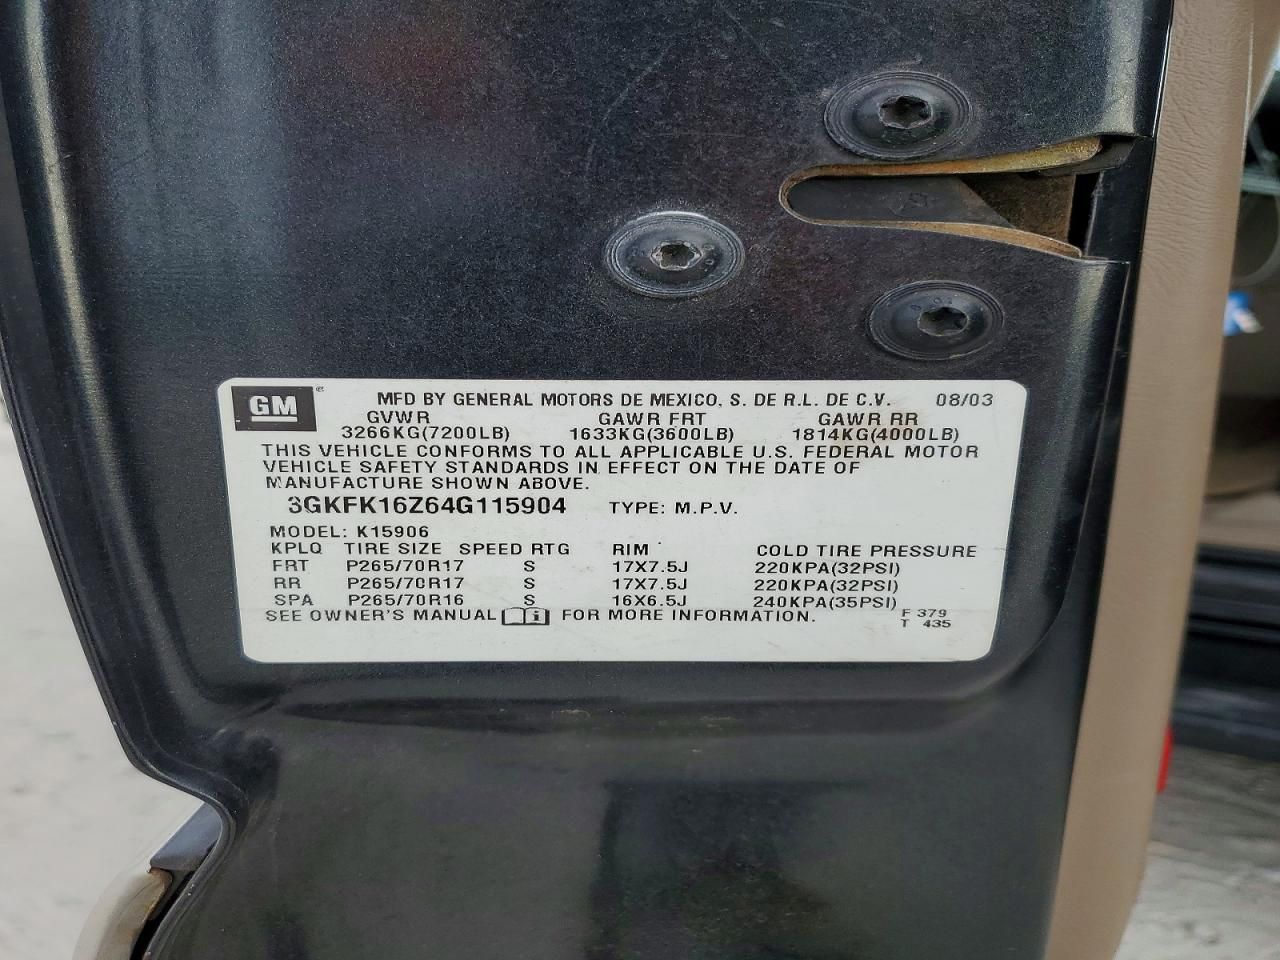 GM® MFD BY GENERAL MOTORS DE MEXICO, S. DE R.L. DE C.V. 08/03
GVWR GAWR FRT GAWR RR
3266KG(7200LB) 1633KG(3600LB) 1814KG(4000LB)
THIS VEHICLE CONFORMS TO ALL APPLICABLE U.S. FEDERAL MOTOR
VEHICLE SAFETY STANDARDS IN EFFECT ON THE DATE OF
MANUFACTURE SHOWN ABOVE.
3GKFK16Z64G115904 TYPE: M.P.V.
MODEL: K15906
KPLQ TIRE SIZE SPEED RTG RIM COLD TIRE PRESSURE
FRT P265/70R17 S 17X7.5J 220KPA(32PSI)
RR P265/70R17 S 17X7.5J 220KPA(32PSI)
SPA P265/70R16 S 16X6.5J 240KPA(35PSI)
SEE OWNER'S MANUAL i FOR MORE INFORMATION. F 379
T 435